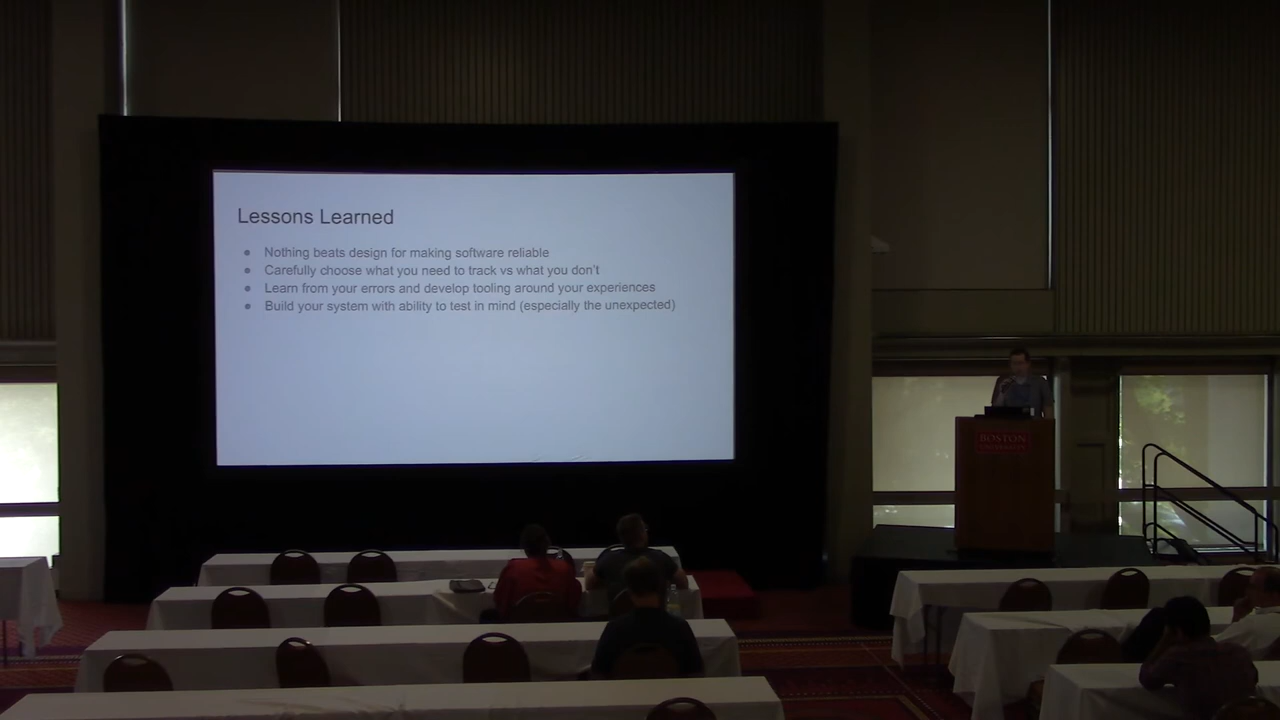 Lessons Learned
● Nothing beats design for making software reliable
● Carefully choose what you need to track vs what you don't
● Learn from your errors and develop tooling around your experiences
● Build your system with ability to test in mind (especially the unexpected)
BOSTON
UNIVERSITY